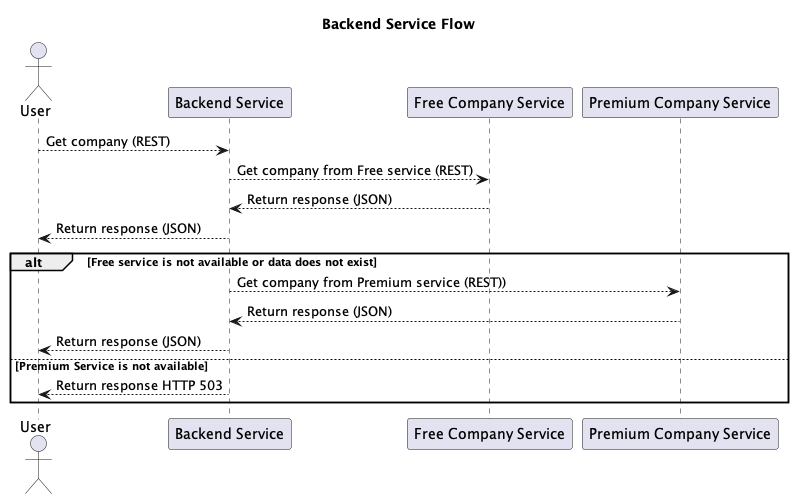 Backend Service Flow
User
Backend Service
Free Company Service
Premium Company Service
Get company (REST)
Get company from Free service (REST)
Return response (JSON)
Return response (JSON)
alt
[Free service is not available or data does not exist]
Get company from Premium service (REST))
Return response (JSON)
Return response (JSON)
[Premium Service is not available]
Return response HTTP 503
User
Backend Service
Free Company Service
Premium Company Service